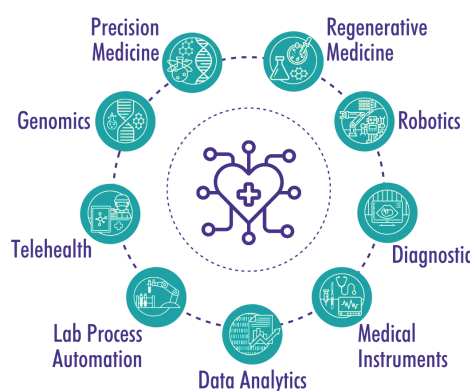 Precision
Medicine
Regenerative
Medicine
Genomics
Robotics
Telehealth
Diagnostic
Lab Process
Automation
Medical
Instruments
Data Analytics